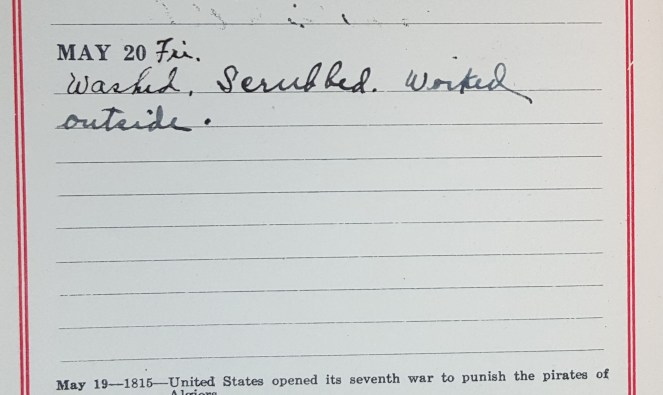 MAY 20 Fri.
Washed, Scrubbed. Worked
outside.
May 19—1815—United States opened its seventh war to punish the pirates of
Algiers